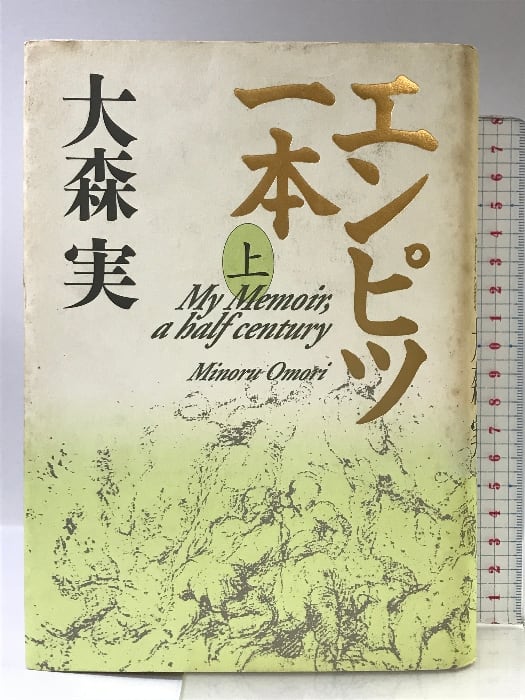 エンピツ
一本
上
大森 実
My Memoir,
a half century
Minoru Omori